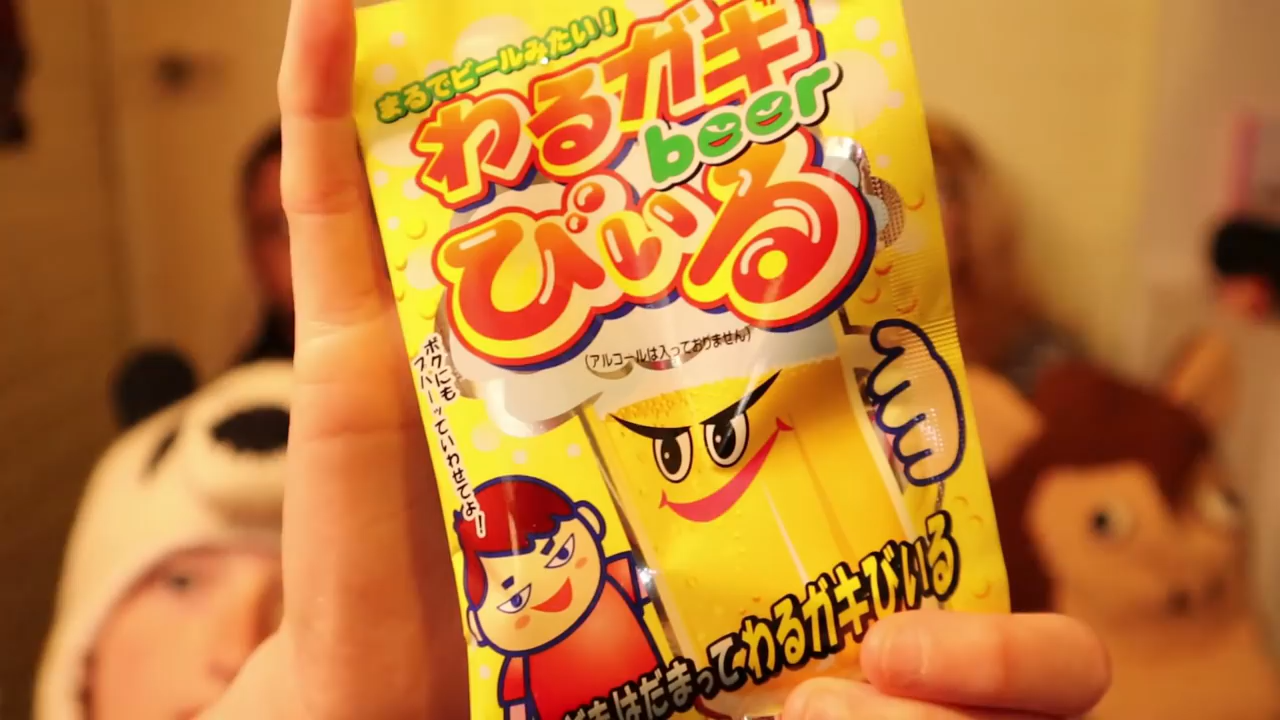 まるでビールみたい!
わるガキ
beer
びぃる
(アルコールは入っておりません)
ボクにも
プハーッていわせてよ!
はだまってわるガキびぃる